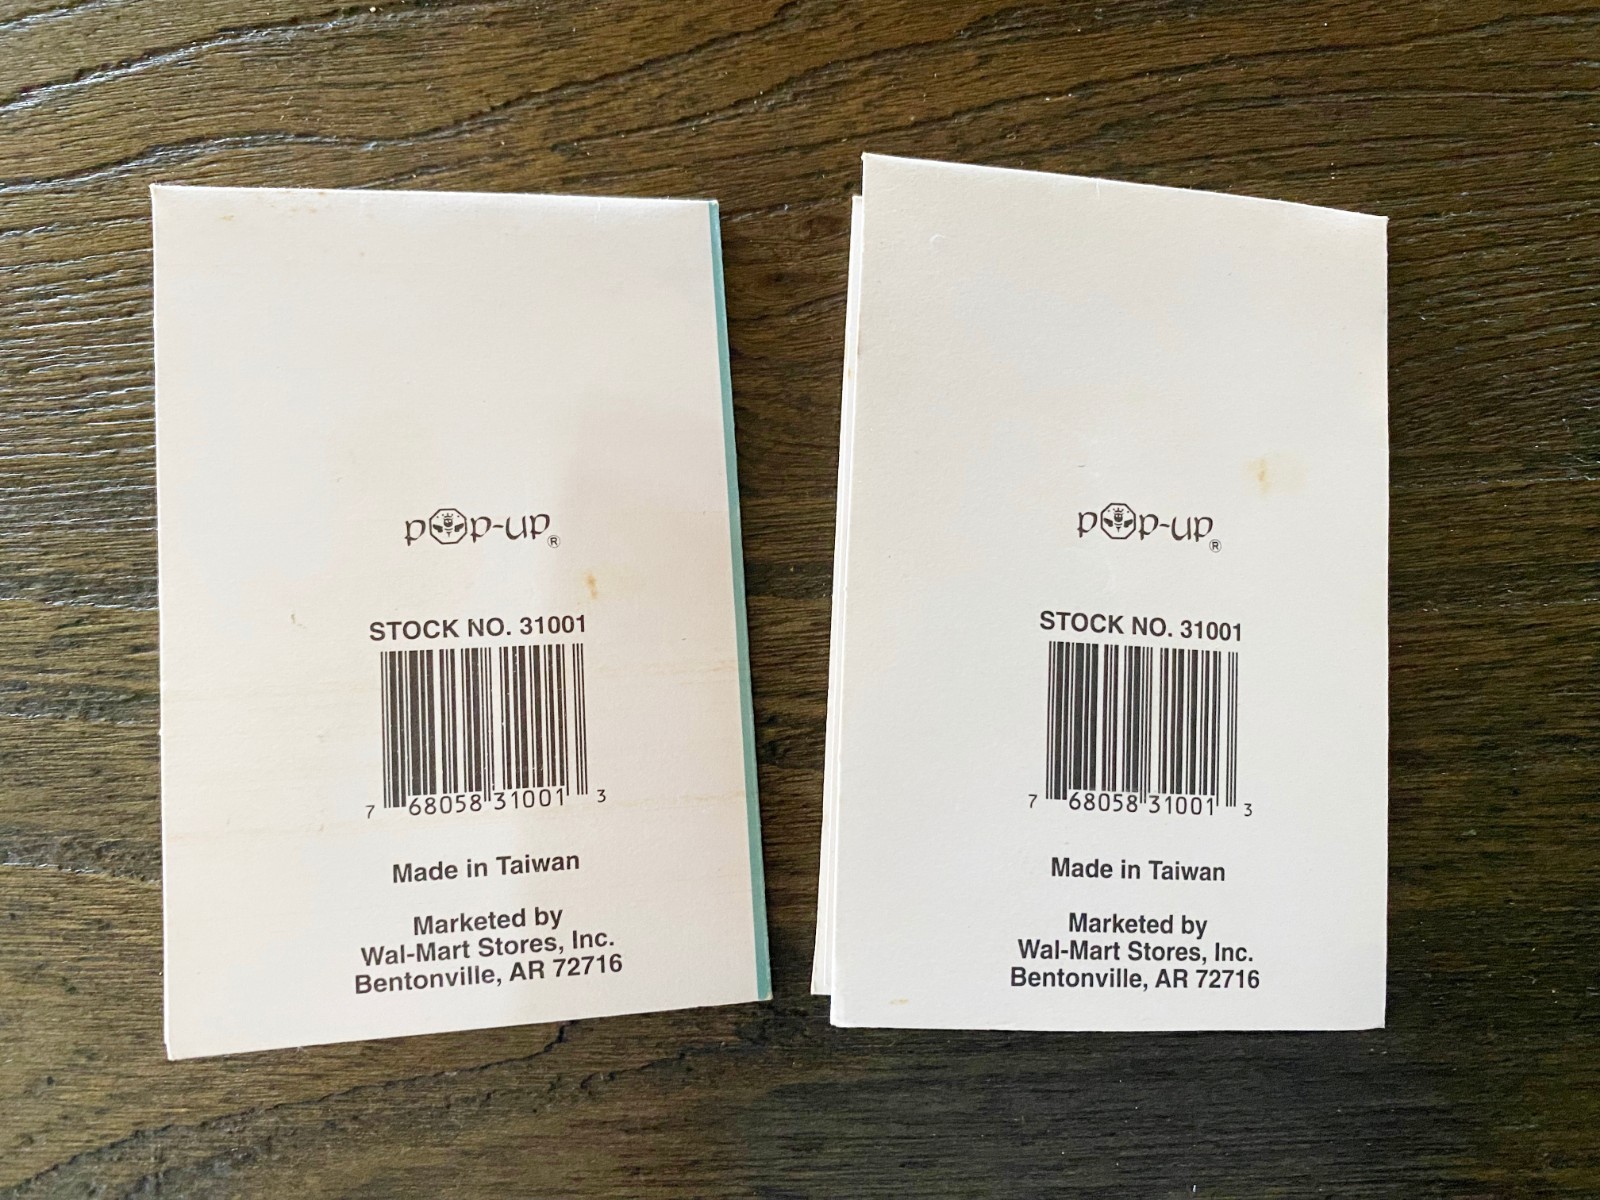 pop-up®
STOCK NO. 31001
7 68058 31001 3
Made in Taiwan
Marketed by
Wal-Mart Stores, Inc.
Bentonville, AR 72716
pop-up®
STOCK NO. 31001
7 68058 31001 3
Made in Taiwan
Marketed by
Wal-Mart Stores, Inc.
Bentonville, AR 72716